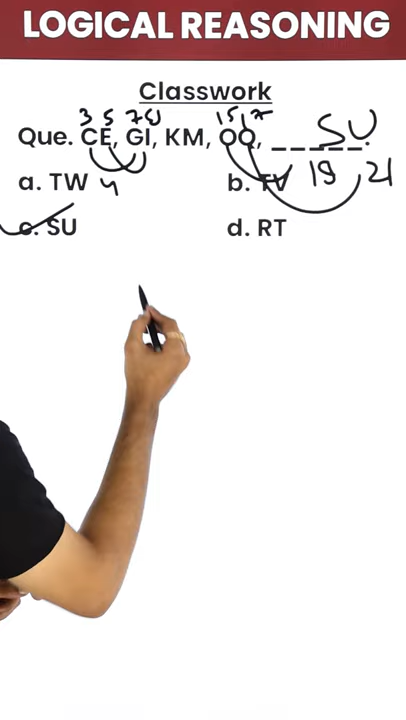 LOGICAL REASONING
Classwork
3 5 7 9 15 17
Que. CE, GI, KM, OQ, _ _ _ _ _. SU
19 21
a. TW 4
b. TV
c. SU
d. RT